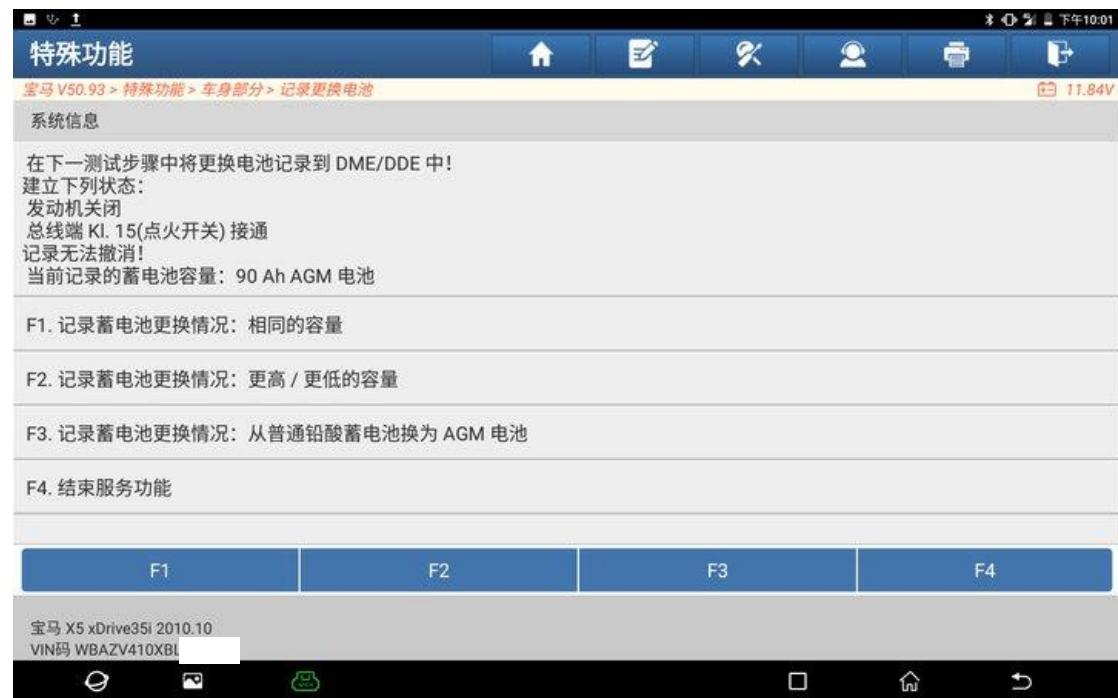 下午10:01
特殊功能
宝马 V50.93 > 特殊功能 > 车身部分 > 记录更换电池
11.84V
系统信息
在下一测试步骤中将更换电池记录到 DME/DDE 中!
建立下列状态:
发动机关闭
总线端 Kl. 15(点火开关) 接通
记录无法撤消!
当前记录的蓄电池容量: 90 Ah AGM 电池
F1. 记录蓄电池更换情况: 相同的容量
F2. 记录蓄电池更换情况: 更高 / 更低的容量
F3. 记录蓄电池更换情况: 从普通铅酸蓄电池换为 AGM 电池
F4. 结束服务功能
F1
F2
F3
F4
宝马 X5 xDrive35i 2010.10
VIN码 WBAZV410XBL